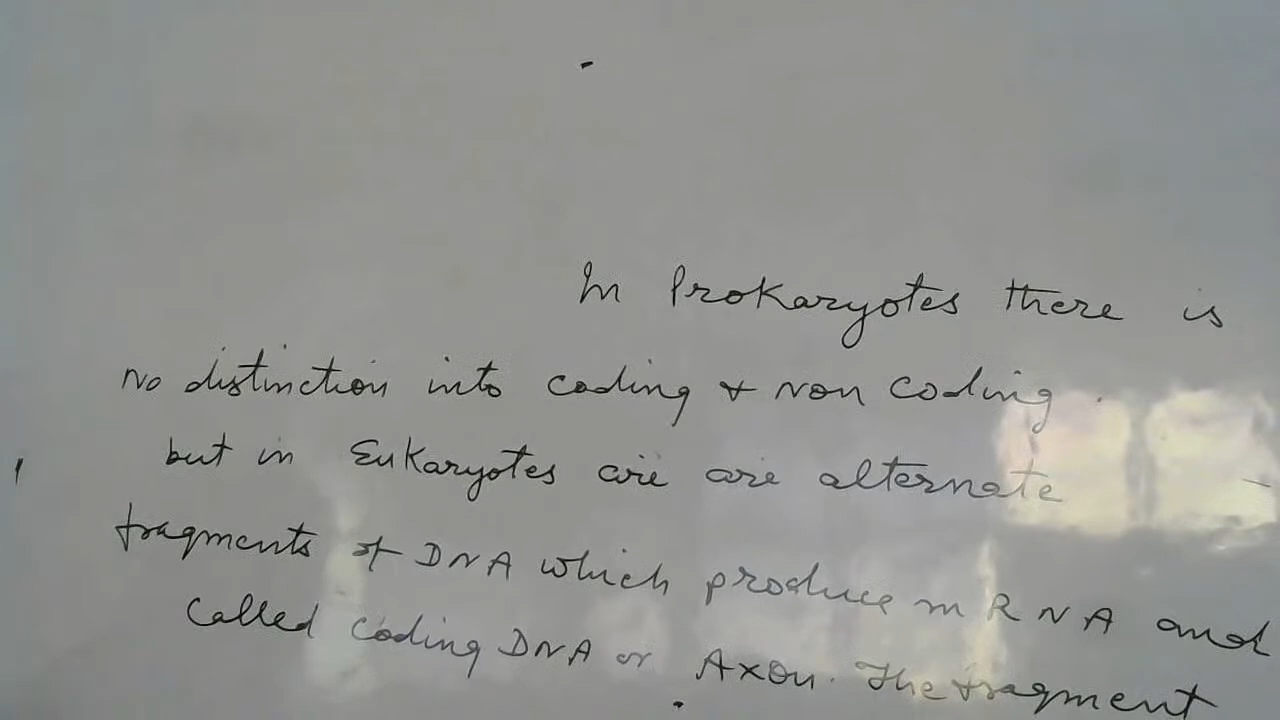 In Prokaryotes there is
No distinction into coding & non coding.
but in Eukaryotes are are alternate
fragments of DNA which produce mRNA and
called coding DNA or Axon. The fragment